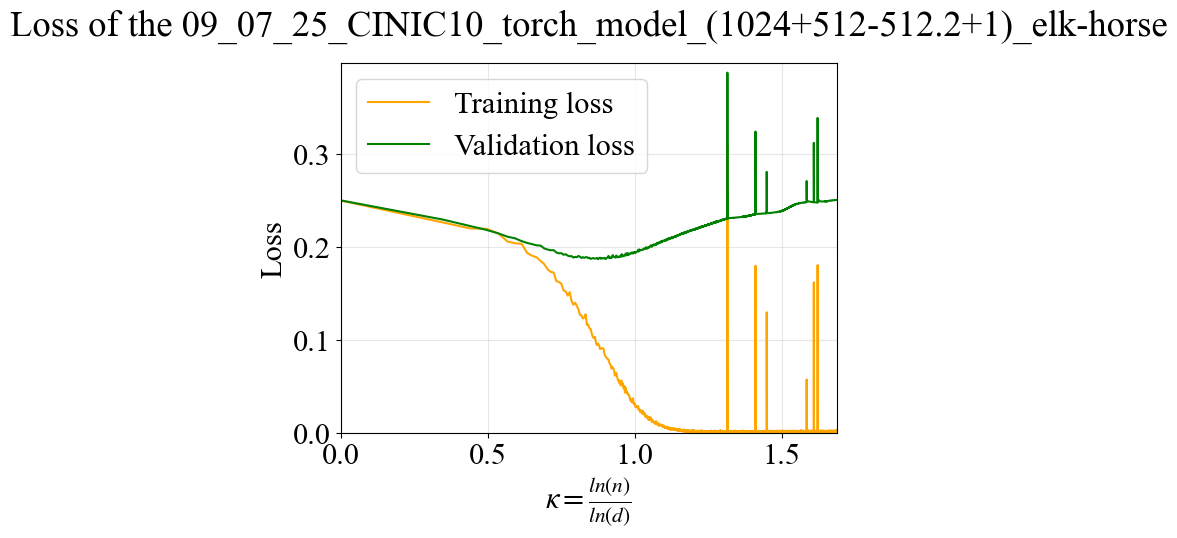 Loss of the 09_07_25_CINIC10_torch_model_(1024+512-512.2+1)_elk-horse
Training loss
Validation loss
Loss
0.3
0.2
0.1
0.0
0.0 0.5 1.0 1.5
κ = ln(n)/ln(d)